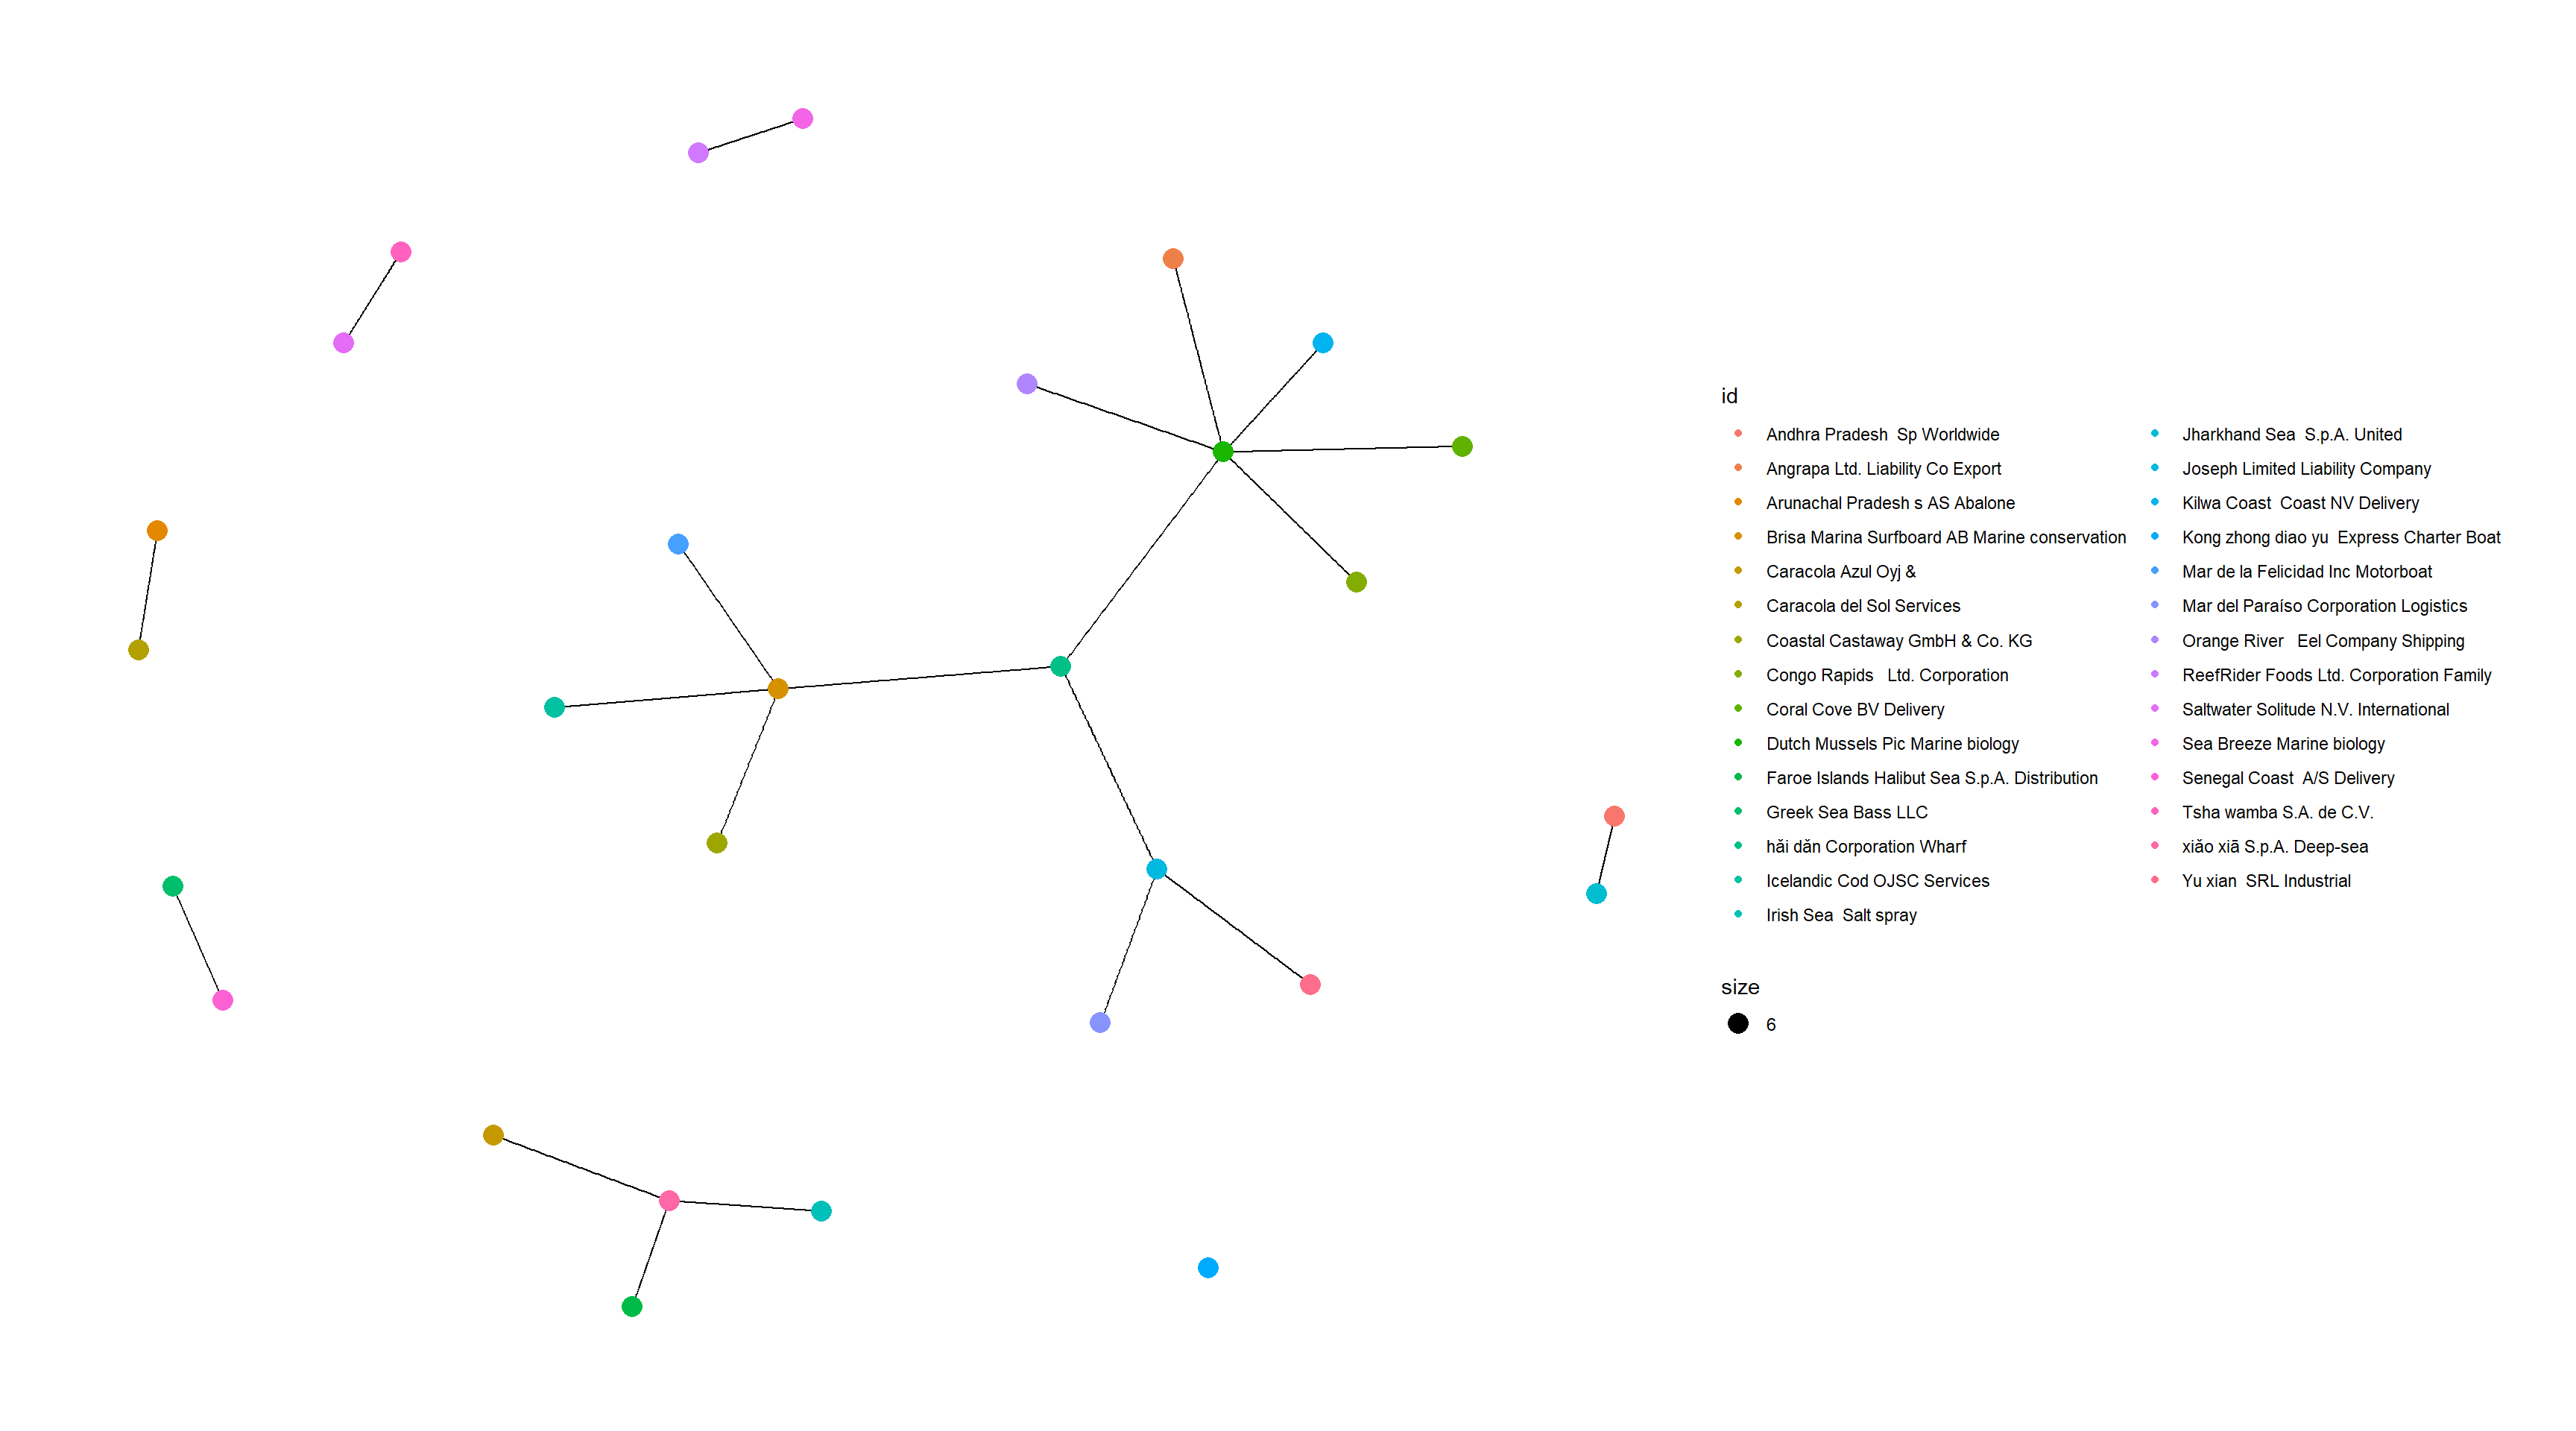 id
Andhra Pradesh  Sp Worldwide
Angrapa Ltd. Liability Co Export
Arunachal Pradesh s AS Abalone
Brisa Marina Surfboard AB Marine conservation
Caracola Azul Oyj &
Caracola del Sol Services
Coastal Castaway GmbH & Co. KG
Congo Rapids   Ltd. Corporation
Coral Cove BV Delivery
Dutch Mussels Pic Marine biology
Faroe Islands Halibut Sea S.p.A. Distribution
Greek Sea Bass LLC
hǎi dǎn Corporation Wharf
Icelandic Cod OJSC Services
Irish Sea  Salt spray
Jharkhand Sea  S.p.A. United
Joseph Limited Liability Company
Kilwa Coast  Coast NV Delivery
Kong zhong diao yu  Express Charter Boat
Mar de la Felicidad Inc Motorboat
Mar del Paraíso Corporation Logistics
Orange River   Eel Company Shipping
ReefRider Foods Ltd. Corporation Family
Saltwater Solitude N.V. International
Sea Breeze Marine biology
Senegal Coast  A/S Delivery
Tsha wamba S.A. de C.V.
xiǎo xiā S.p.A. Deep-sea
Yu xian  SRL Industrial
size
6